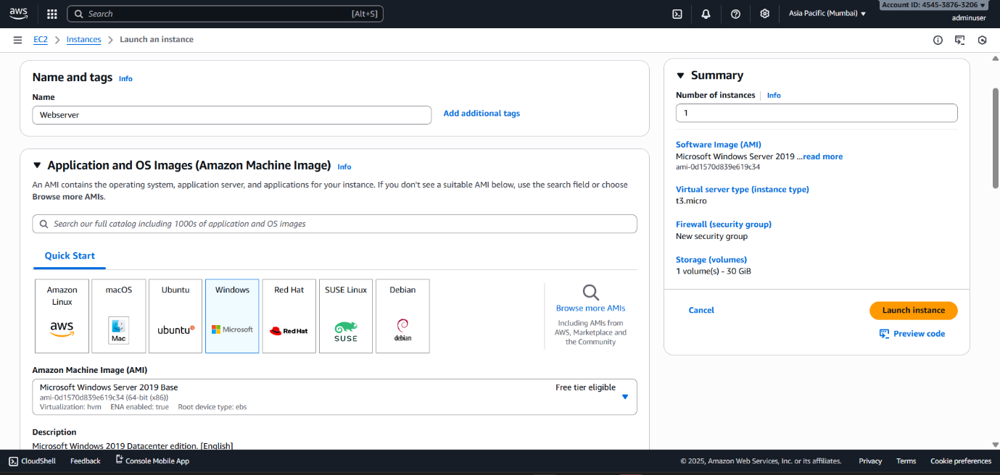 aws
Search [Alt+S]
Asia Pacific (Mumbai)
Account ID: 4545-3876-3206
adminuser
EC2 Instances Launch an instance
Name and tags Info
Name
Webserver
Add additional tags
Application and OS Images (Amazon Machine Image) Info
An AMI contains the operating system, application server, and applications for your instance. If you don't see a suitable AMI below, use the search field or choose
Browse more AMIs.
Search our full catalog including 1000s of application and OS images
Quick Start
Amazon
Linux
aws
macOS
Mac
Ubuntu
ubuntu
Windows
Microsoft
Red Hat
Red Hat
SUSE Linux
SUSE
Debian
debian
Browse more AMIs
Including AMIs from
AWS, Marketplace and
the Community
Amazon Machine Image (AMI)
Microsoft Windows Server 2019 Base
Free tier eligible
ami-0d1570d839e619c34 (64-bit (x86))
Virtualization: hvm ENA enabled: true Root device type: ebs
Description
Microsoft Windows 2019 Datacenter edition. [English]
Summary
Number of instances Info
1
Software Image (AMI)
Microsoft Windows Server 2019 ...read more
ami-0d1570d839e619c34
Virtual server type (instance type)
t3.micro
Firewall (security group)
New security group
Storage (volumes)
1 volume(s) - 30 GiB
Cancel
Launch instance
Preview code
CloudShell Feedback Console Mobile App
© 2025, Amazon Web Services, Inc. or its affiliates. Privacy Terms Cookie preferences